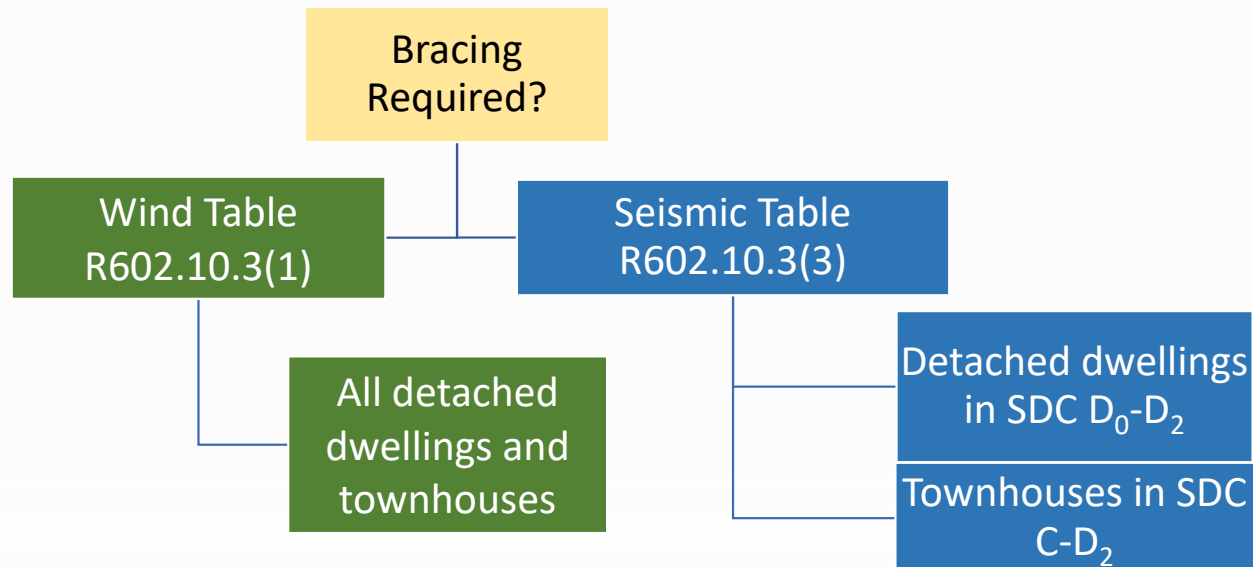 Bracing
Required?
Wind Table
R602.10.3(1)
Seismic Table
R602.10.3(3)
All detached
dwellings and
townhouses
Detached dwellings
in SDC D₀-D₂
Townhouses in SDC
C-D₂